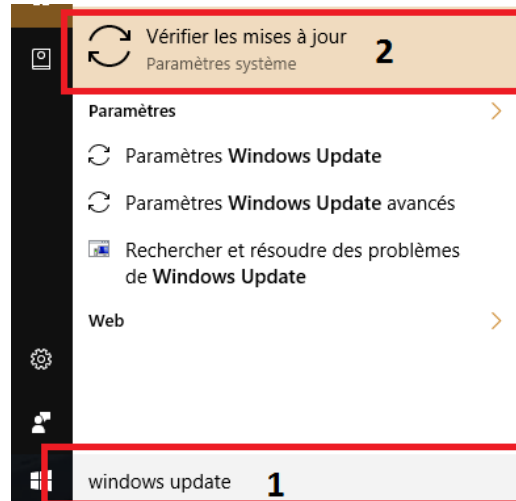 Vérifier les mises à jour
2
Paramètres système
Paramètres
Paramètres Windows Update
Paramètres Windows Update avancés
Rechercher et résoudre des problèmes
de Windows Update
Web
windows update
1